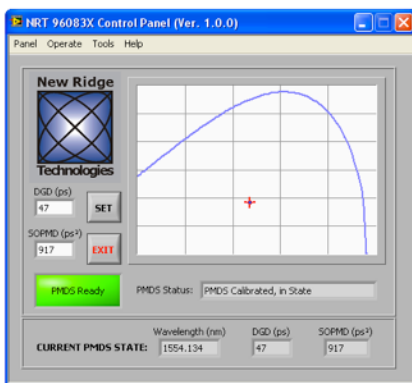 NRT 96083X Control Panel (Ver. 1.0.0)
Panel Operate Tools Help
New Ridge
Technologies
DGD (ps)
47 SET
SOPMD (ps²)
917 EXIT
PMDS Ready PMDS Status: PMDS Calibrated, in State
Wavelength (nm) DGD (ps) SOPMD (ps²)
CURRENT PMDS STATE: 1554.134 47 917